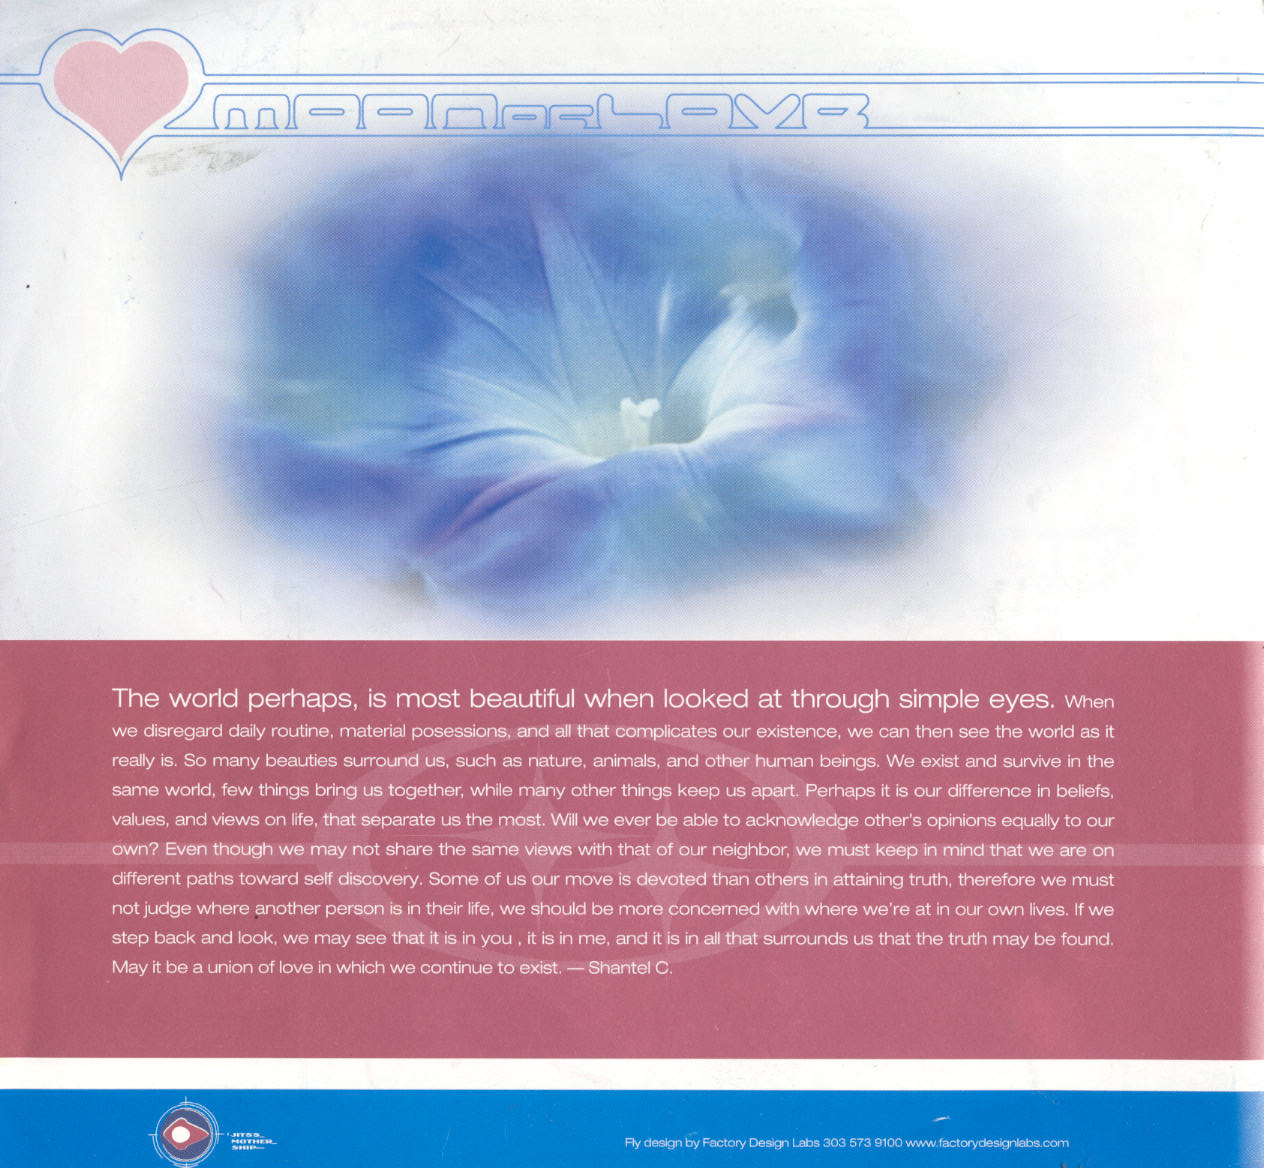 MOON OF LOVE
The world perhaps, is most beautiful when looked at through simple eyes. When
we disregard daily routine, material posessions, and all that complicates our existence, we can then see the world as it
really is. So many beauties surround us, such as nature, animals, and other human beings. We exist and survive in the
same world, few things bring us together, while many other things keep us apart. Perhaps it is our difference in beliefs,
values, and views on life, that separate us the most. Will we ever be able to acknowledge other's opinions equally to our
own? Even though we may not share the same views with that of our neighbor, we must keep in mind that we are on
different paths toward self discovery. Some of us our move is devoted than others in attaining truth, therefore we must
not judge where another person is in their life, we should be more concerned with where we're at in our own lives. If we
step back and look, we may see that it is in you , it is in me, and it is in all that surrounds us that the truth may be found.
May it be a union of love in which we continue to exist. — Shantel C.
MOTHER_
SHIP
Fly design by Factory Design Labs 303 573 9100 www.factorydesignlabs.com